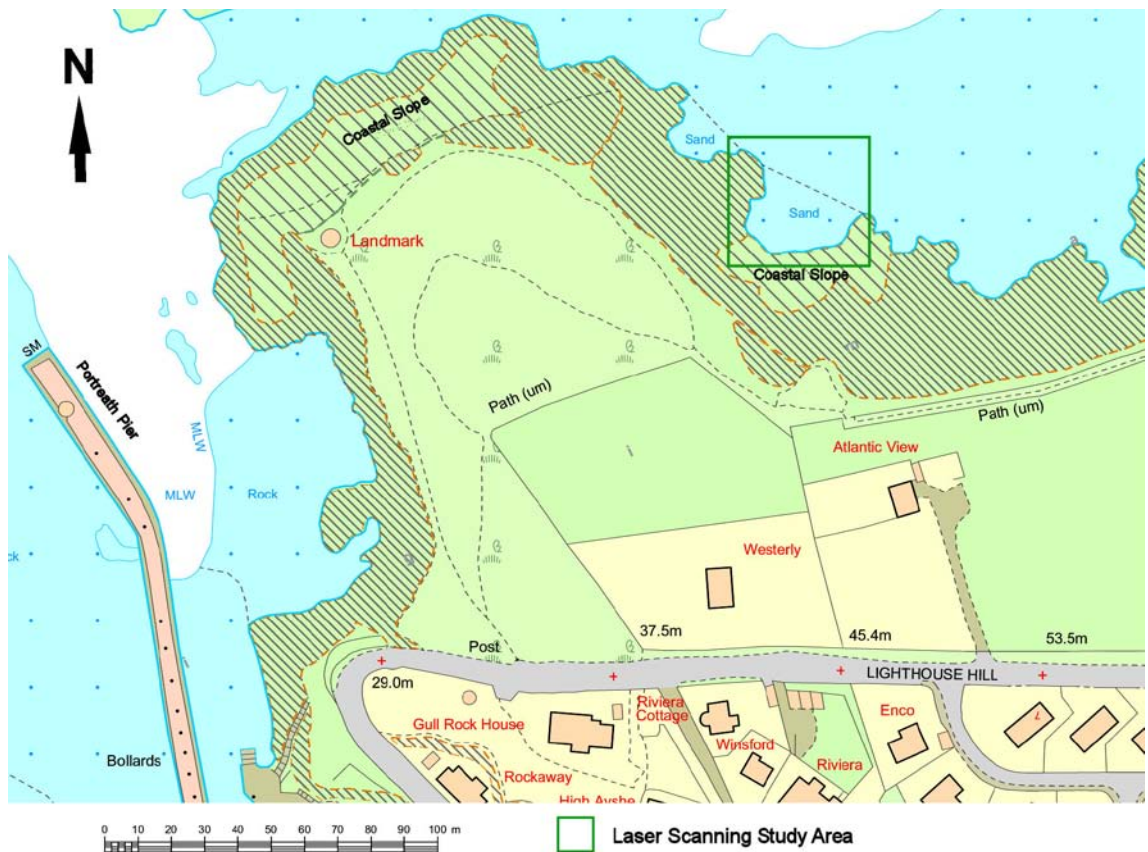 N
Coastal Slope
Sand
Landmark
Sand
Coastal Slope
SM
Portreath Pier
Path (um)
MLW
Path (um)
Atlantic View
MLW
Rock
Westerly
37.5m
45.4m
53.5m
Post
29.0m
LIGHTHOUSE HILL
Gull Rock House
Riviera
Cottage
Enco
Winsford
Bollards
Rockaway
Riviera
0 10 20 30 40 50 60 70 80 90 100 m
Laser Scanning Study Area